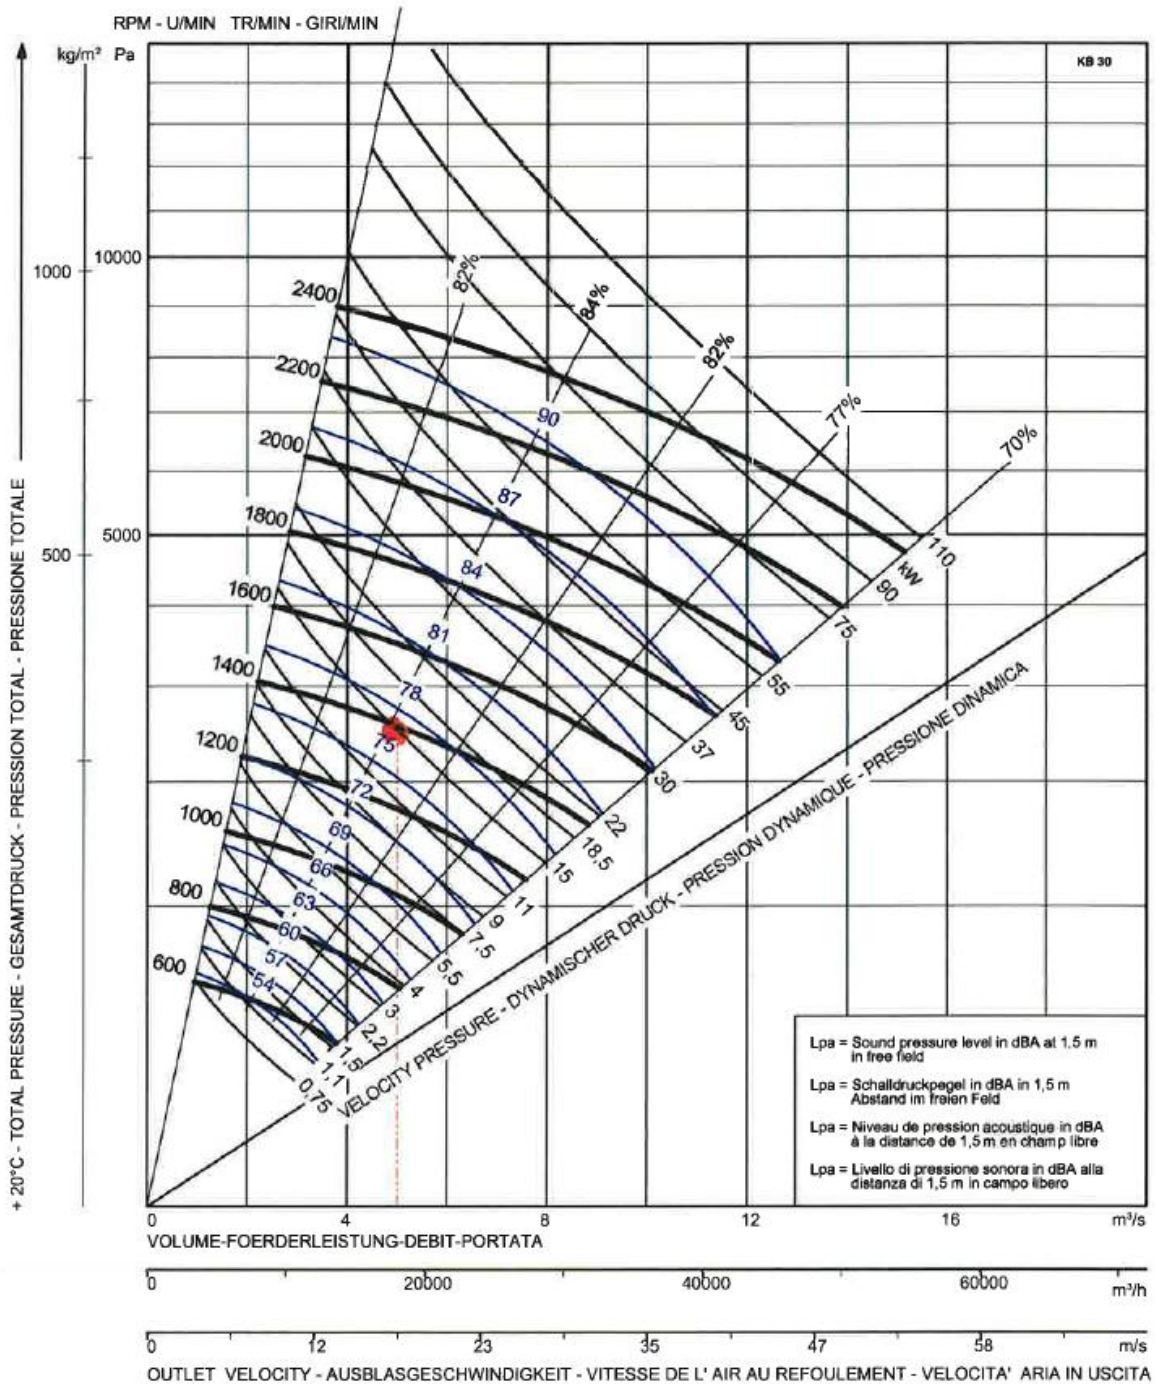 RPM - U/MIN TR/MIN - GIRI/MIN
kg/m² Pa
KB 30
1000
10000
500
5000
+ 20°C - TOTAL PRESSURE - GESAMTDRUCK - PRESSION TOTAL - PRESSIONE TOTALE
2400
2200
2000
1800
1600
1400
1200
1000
800
600
82%
84%
82%
77%
70%
90
87
84
81
78
75
72
69
66
63
60
57
54
110
kW
90
75
55
45
37
30
22
18,5
15
11
9
7,5
5,5
4
3
2,2
1,5
1,1
0,75
VELOCITY PRESSURE - DYNAMISCHER DRUCK - PRESSION DYNAMIQUE - PRESSIONE DINAMICA
Lpa = Sound pressure level in dBA at 1.5 m
in free field
Lpa = Schalldruckpegel in dBA in 1,5 m
Abstand im freien Feld
Lpa = Niveau de pression acoustique in dBA
à la distance de 1,5 m en champ libre
Lpa = Livello di pressione sonora in dBA alla
distanza di 1,5 m in campo libero
0 4 8 12 16 m³/s
VOLUME-FOERDERLEISTUNG-DEBIT-PORTATA
0 20000 40000 60000 m³/h
0 12 23 35 47 58 m/s
OUTLET VELOCITY - AUSBLASGESCHWINDIGKEIT - VITESSE DE L' AIR AU REFOULEMENT - VELOCITA' ARIA IN USCITA